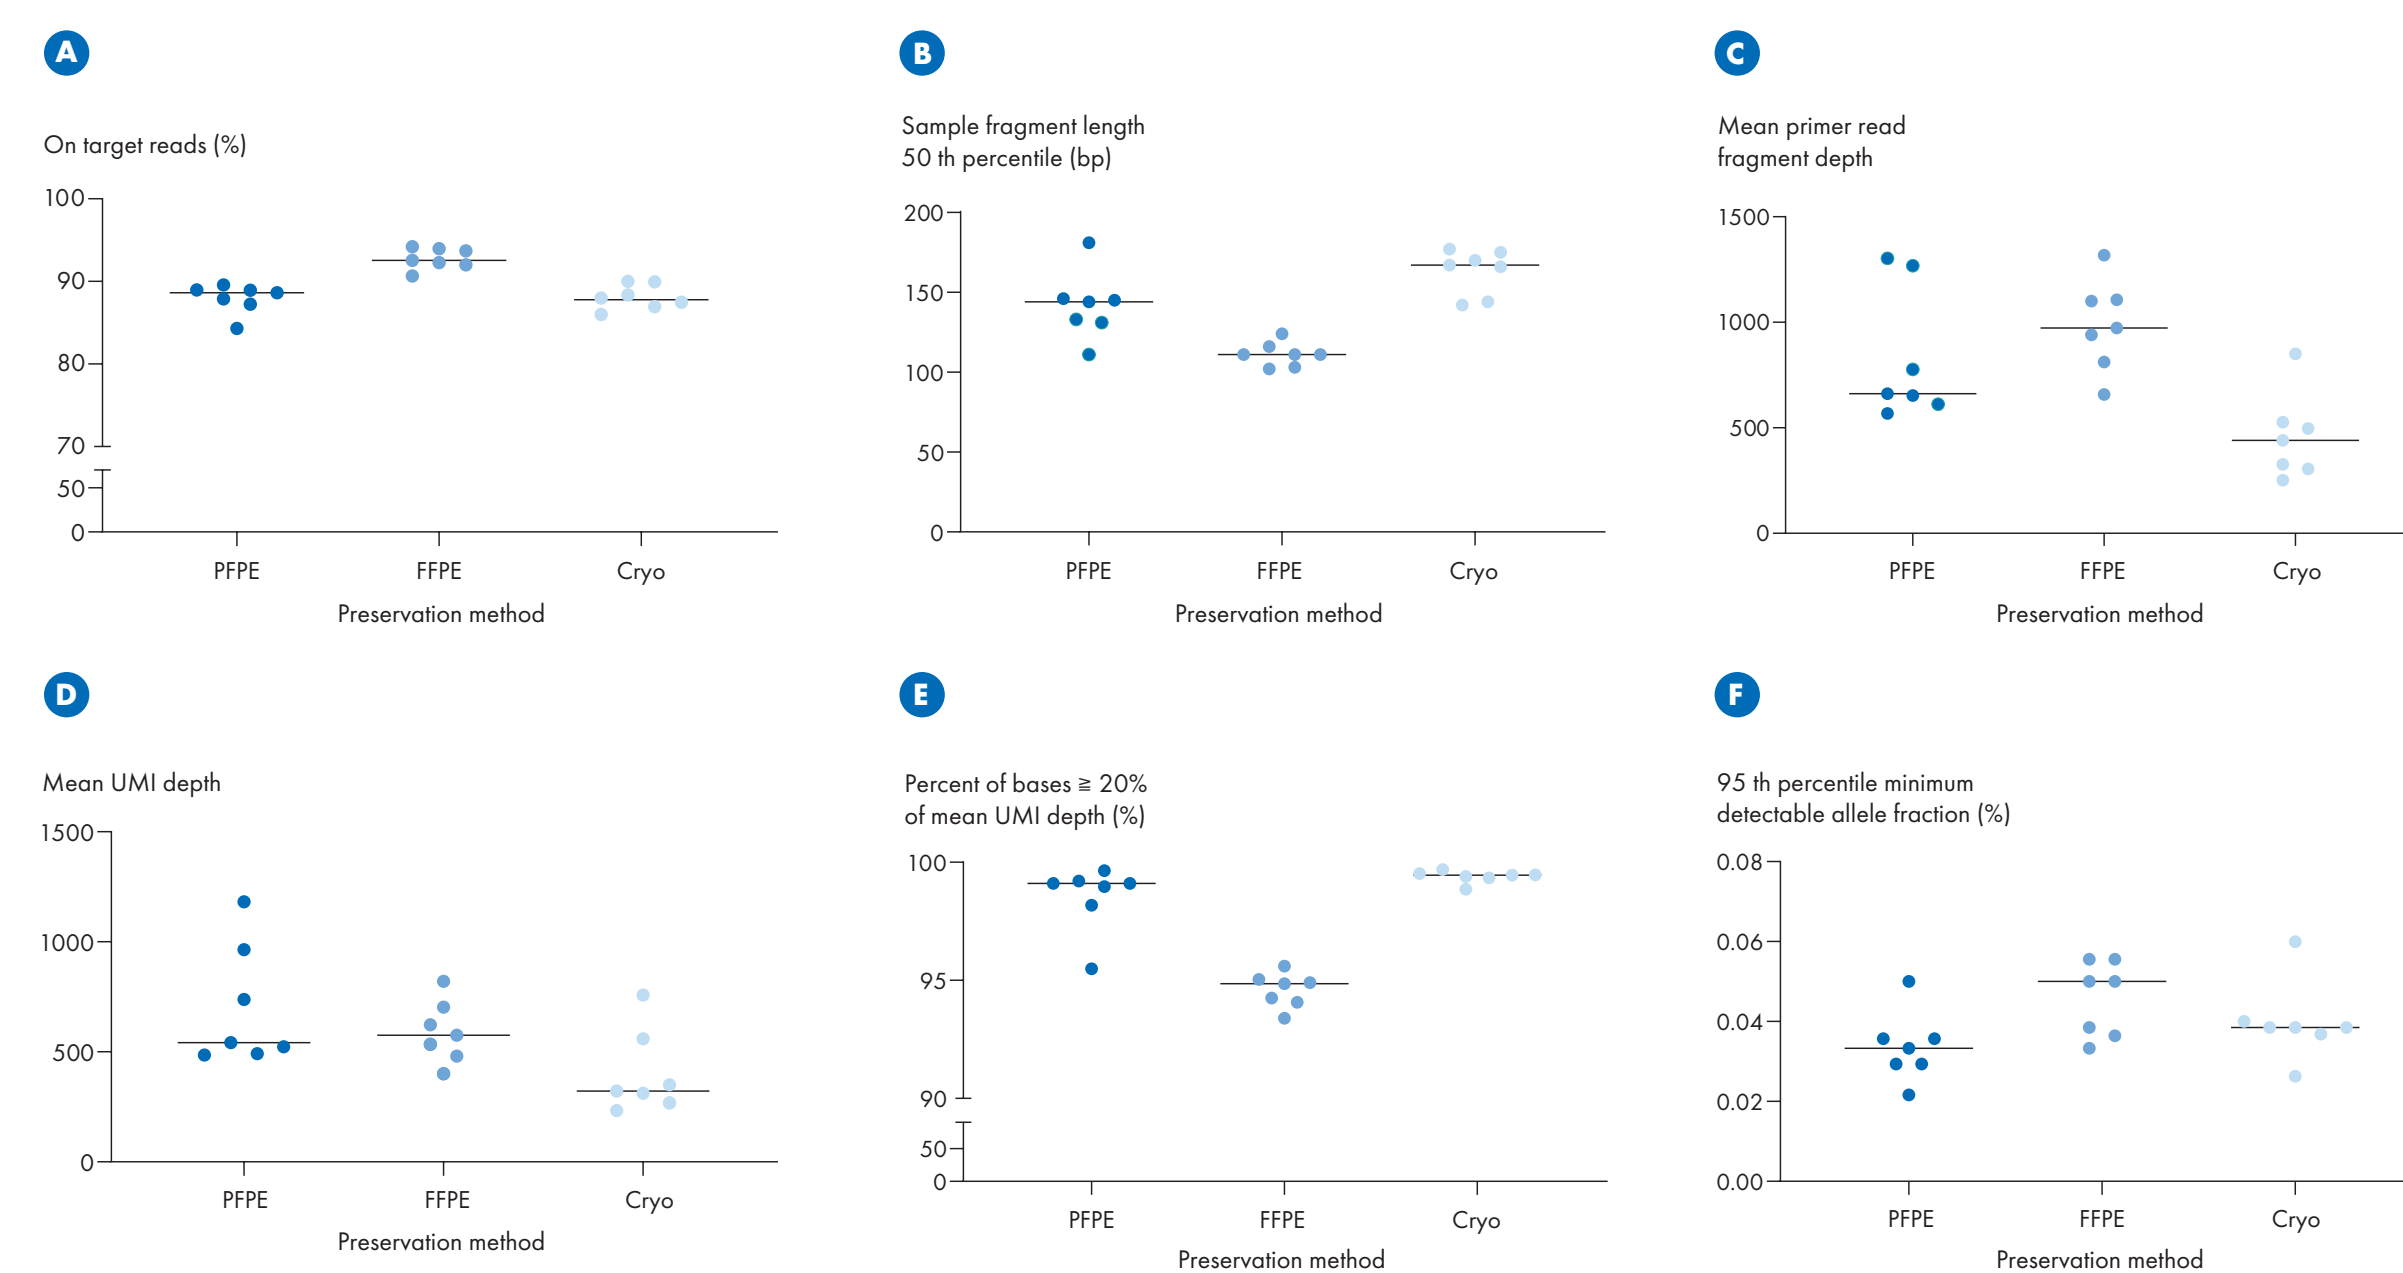 A
On target reads (%)
100
90
80
70
50
0
PFPE FFPE Cryo
Preservation method
B
Sample fragment length
50 th percentile (bp)
200
150
100
50
0
PFPE FFPE Cryo
Preservation method
C
Mean primer read
fragment depth
1500
1000
500
0
PFPE FFPE Cryo
Preservation method
D
Mean UMI depth
1500
1000
500
0
PFPE FFPE Cryo
Preservation method
E
Percent of bases ≧ 20%
of mean UMI depth (%)
100
95
90
50
0
PFPE FFPE Cryo
Preservation method
F
95 th percentile minimum
detectable allele fraction (%)
0.08
0.06
0.04
0.02
0.00
PFPE FFPE Cryo
Preservation method